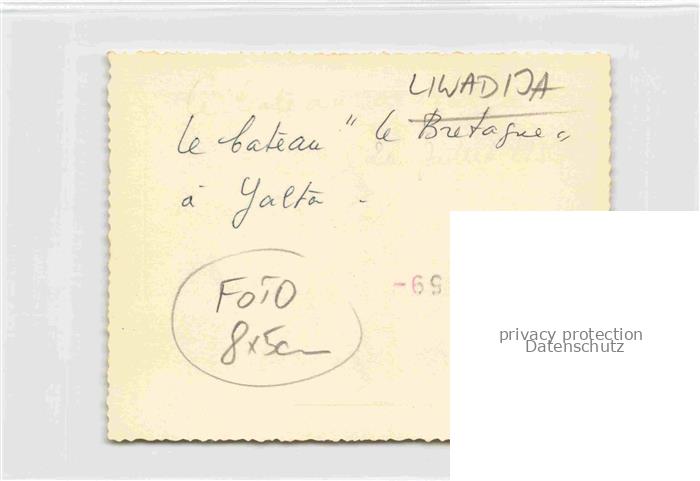 LIWADIJA
le bateau "le Bretagne"
à Yalta -
FOTO
8x5cm
-69
privacy protection
Datenschutz